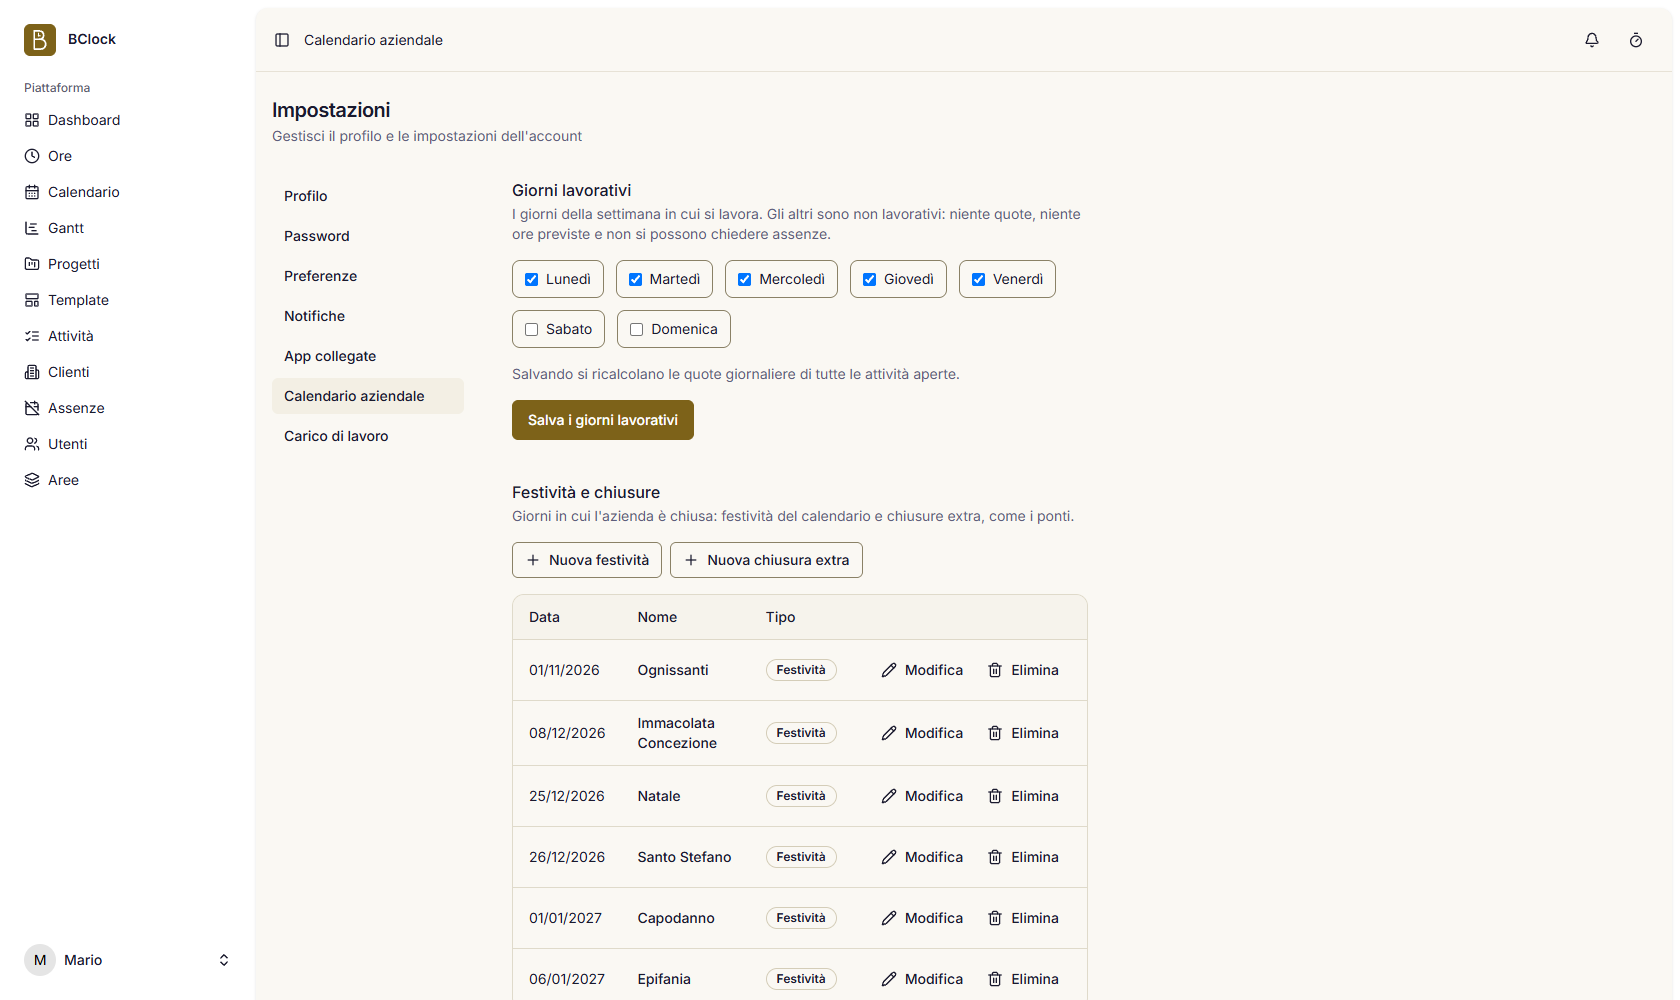 BClock
Piattaforma
Dashboard
Ore
Calendario
Gantt
Progetti
Template
Attività
Clienti
Assenze
Utenti
Aree
M Mario
Calendario aziendale
Impostazioni
Gestisci il profilo e le impostazioni dell'account
Profilo
Password
Preferenze
Notifiche
App collegate
Calendario aziendale
Carico di lavoro
Giorni lavorativi
I giorni della settimana in cui si lavora. Gli altri sono non lavorativi: niente quote, niente
ore previste e non si possono chiedere assenze.
Lunedì Martedì Mercoledì Giovedì Venerdì
Sabato Domenica
Salvando si ricalcolano le quote giornaliere di tutte le attività aperte.
Salva i giorni lavorativi
Festività e chiusure
Giorni in cui l'azienda è chiusa: festività del calendario e chiusure extra, come i ponti.
Nuova festività Nuova chiusura extra
Data Nome Tipo
01/11/2026 Ognissanti Festività Modifica Elimina
08/12/2026 Immacolata Concezione Festività Modifica Elimina
25/12/2026 Natale Festività Modifica Elimina
26/12/2026 Santo Stefano Festività Modifica Elimina
01/01/2027 Capodanno Festività Modifica Elimina
06/01/2027 Epifania Festività Modifica Elimina